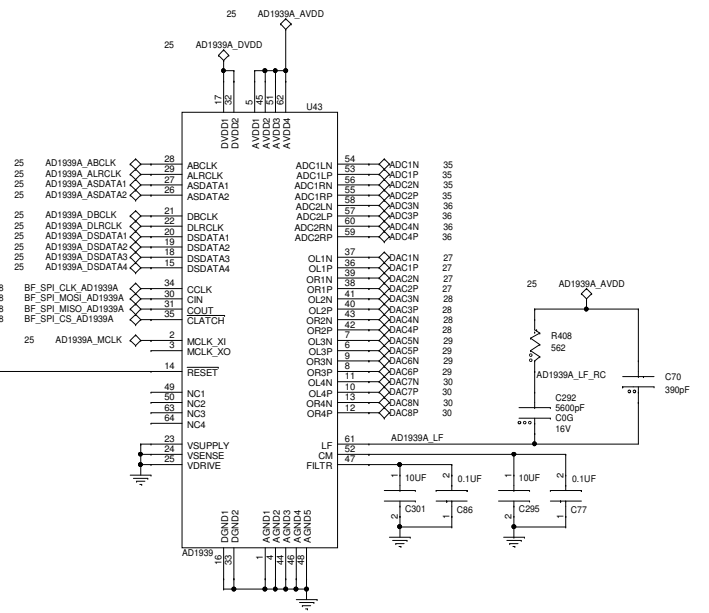 25 AD1939A_AVDD
25 AD1939A_DVDD
17 32 5 45 51 62
U43
DVDD1 DVDD2 AVDD1 AVDD2 AVDD3 AVDD4
25 AD1939A_ABCLK 28 ABCLK
25 AD1939A_ALRCLK 29 ALRCLK
25 AD1939A_ASDATA1 27 ASDATA1
25 AD1939A_ASDATA2 26 ASDATA2
25 AD1939A_DBCLK 21 DBCLK
25 AD1939A_DLRCLK 22 DLRCLK
25 AD1939A_DSDATA1 20 DSDATA1
25 AD1939A_DSDATA2 19 DSDATA2
25 AD1939A_DSDATA3 18 DSDATA3
25 AD1939A_DSDATA4 15 DSDATA4
8 BF_SPI_CLK_AD1939A 34 CCLK
8 BF_SPI_MOSI_AD1939A 30 CIN
8 BF_SPI_MISO_AD1939A 31 COUT
8 BF_SPI_CS_AD1939A 35 CLATCH
25 AD1939A_MCLK 2 MCLK_XI
3 MCLK_XO
14 RESET
49 NC1
50 NC2
63 NC3
64 NC4
23 VSUPPLY
24 VSENSE
25 VDRIVE
ADC1LN 54 ADC1N 35
ADC1LP 53 ADC1P 35
ADC1RN 56 ADC2N 35
ADC1RP 55 ADC2P 35
ADC2LN 58 ADC3N 36
ADC2LP 57 ADC3P 36
ADC2RN 60 ADC4N 36
ADC2RP 59 ADC4P 36
OL1N 37 DAC1N 27
OL1P 36 DAC1P 27
OR1N 39 DAC2N 27
OR1P 38 DAC2P 27
OL2N 41 DAC3N 28
OL2P 40 DAC3P 28
OR2N 43 DAC4N 28
OR2P 42 DAC4P 28
OL3N 7 DAC5N 29
OL3P 6 DAC5P 29
OR3N 9 DAC6N 29
OR3P 8 DAC6P 29
OL4N 11 DAC7N 30
OL4P 10 DAC7P 30
OR4N 13 DAC8N 30
OR4P 12 DAC8P 30
LF 61 AD1939A_LF
CM 52
FILTR 47
25 AD1939A_AVDD
R408
562
AD1939A_LF_RC
C292
5600pF
C0G
16V
C70
390pF
1 10UF 2 C301
2 0.1UF 1 C86
1 10UF 2 C295
2 0.1UF 1 C77
DGND1 DGND2 AGND1 AGND2 AGND3 AGND4 AGND5
AD1939
16 33 1 4 44 46 48